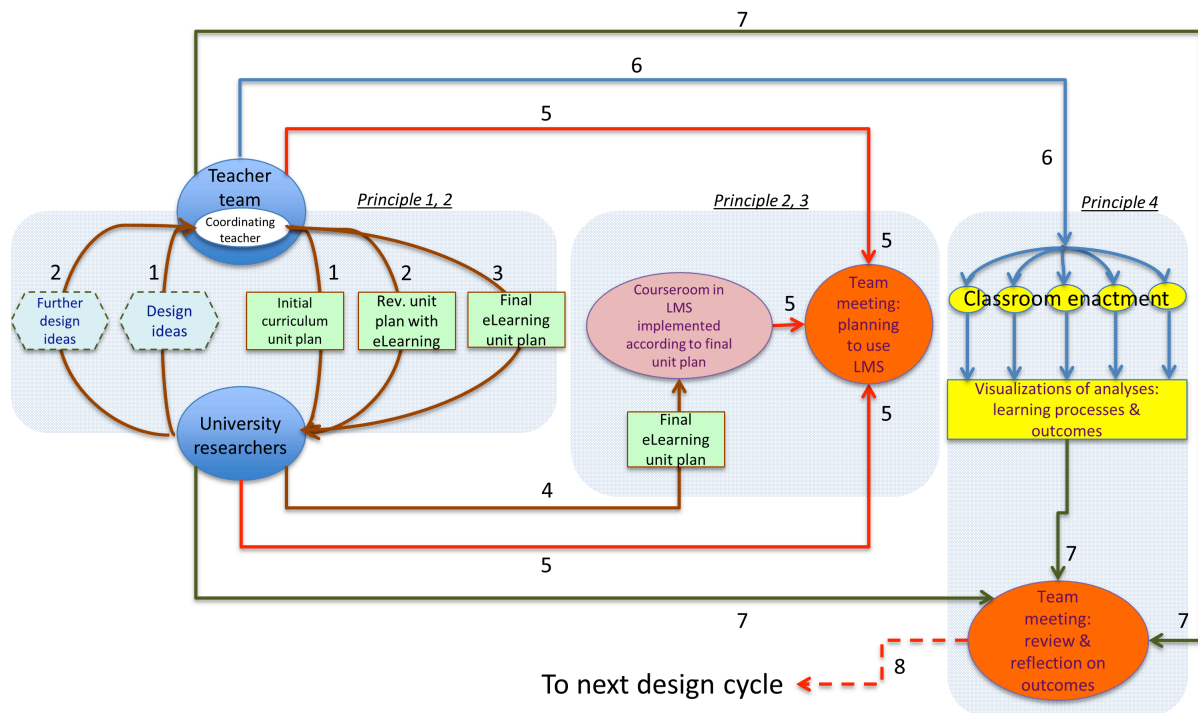 7
6
5
6
Teacher
team
Coordinating
teacher
Principle 1, 2
Principle 2, 3
Principle 4
2
1
1
2
3
5
5
Further
design
ideas
Design
ideas
Initial
curriculum
unit plan
Rev. unit
plan with
eLearning
Final
eLearning
unit plan
Courseroom in
LMS
implemented
according to final
unit plan
Team
meeting:
planning
to use
LMS
Classroom enactment
Visualizations of analyses:
learning processes &
outcomes
University
researchers
Final
eLearning
unit plan
5
4
5
7
7
7
Team
meeting:
review &
reflection on
outcomes
8
To next design cycle